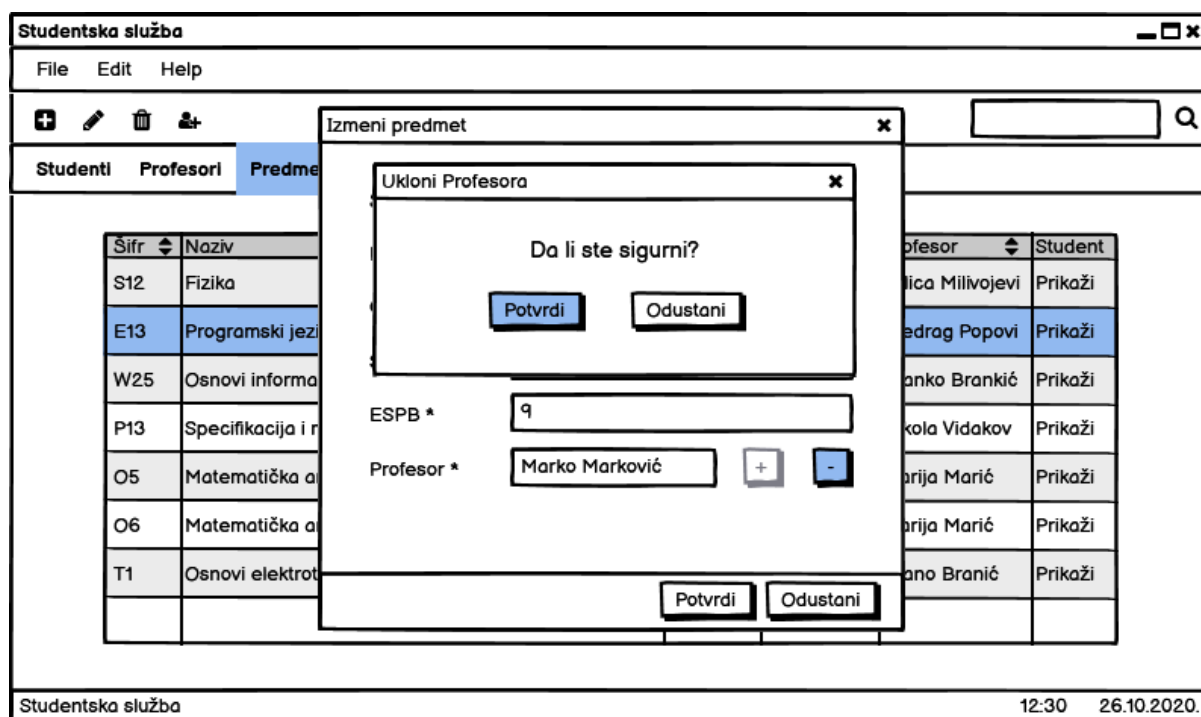 Studentska služba
File Edit Help
Studenti Profesori Predme
Izmeni predmet
Ukloni Profesora
Da li ste sigurni?
Potvrdi Odustani
Šifr Naziv ofesor Student
S12 Fizika lica Milivojevi Prikaži
E13 Programski jezi edrag Popovi Prikaži
W25 Osnovi informa anko Brankić Prikaži
ESPB * 9
P13 Specifikacija i r kola Vidakov Prikaži
Profesor * Marko Marković + -
O5 Matematička a arija Marić Prikaži
O6 Matematička a arija Marić Prikaži
T1 Osnovi elektrot ano Branić Prikaži
Potvrdi Odustani
Studentska služba 12:30 26.10.2020.